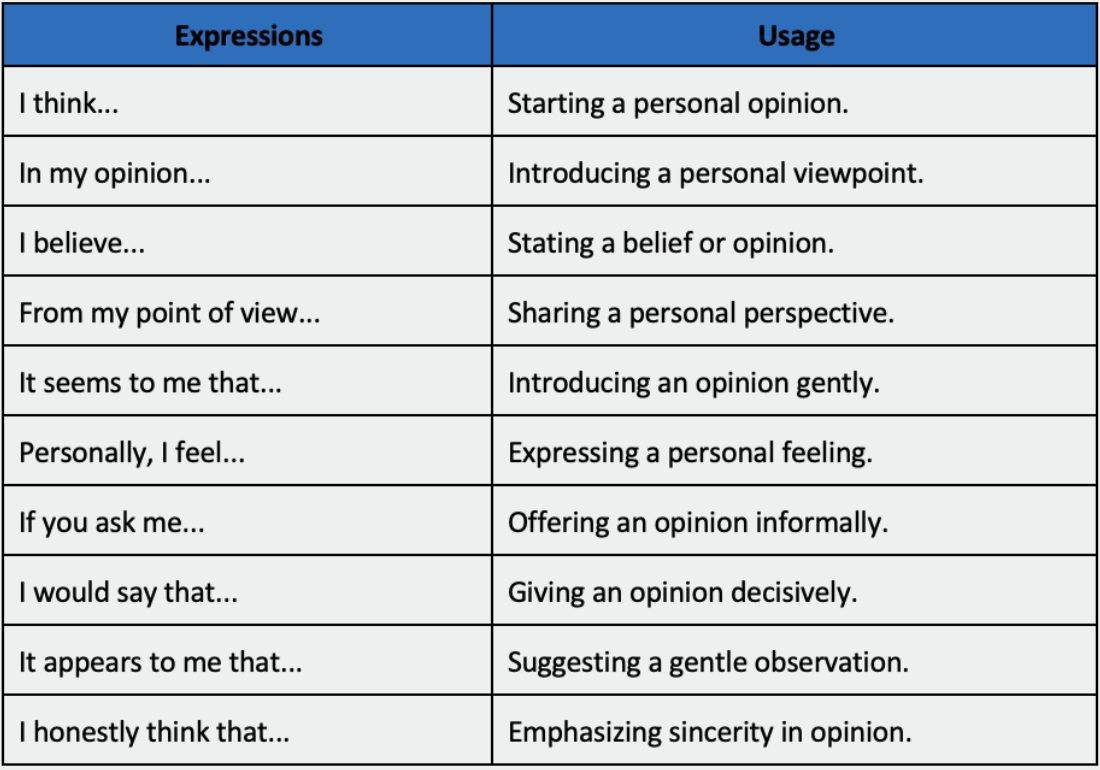 Expressions Usage
I think... Starting a personal opinion.
In my opinion... Introducing a personal viewpoint.
I believe... Stating a belief or opinion.
From my point of view... Sharing a personal perspective.
It seems to me that... Introducing an opinion gently.
Personally, I feel... Expressing a personal feeling.
If you ask me... Offering an opinion informally.
I would say that... Giving an opinion decisively.
It appears to me that... Suggesting a gentle observation.
I honestly think that... Emphasizing sincerity in opinion.